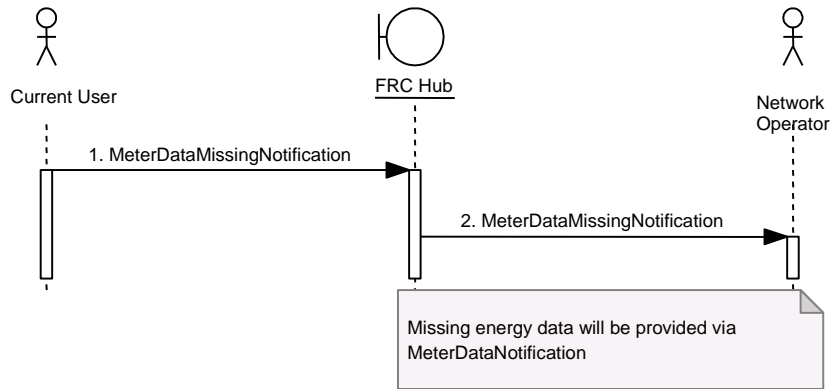 Current User
FRC Hub
Network
Operator
1. MeterDataMissingNotification
2. MeterDataMissingNotification
Missing energy data will be provided via
MeterDataNotification